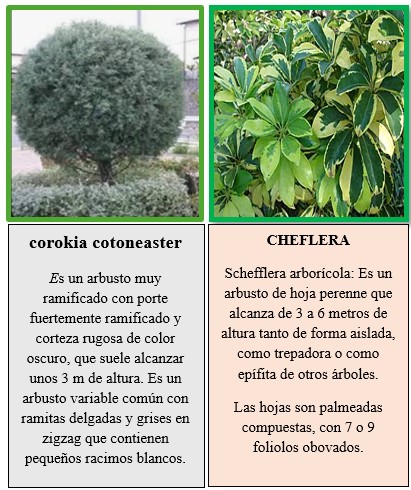 corokia cotoneaster
Es un arbusto muy
ramificado con porte
fuertemente ramificado y
corteza rugosa de color
oscuro, que suele alcanzar
unos 3 m de altura. Es un
arbusto variable común con
ramitas delgadas y grises en
zigzag que contienen
pequeños racimos blancos.
CHEFLERA
Schefflera arborícola: Es un
arbusto de hoja perenne que
alcanza de 3 a 6 metros de
altura tanto de forma aislada,
como trepadora o como
epífita de otros árboles.
Las hojas son palmeadas
compuestas, con 7 o 9
foliolos obovados.